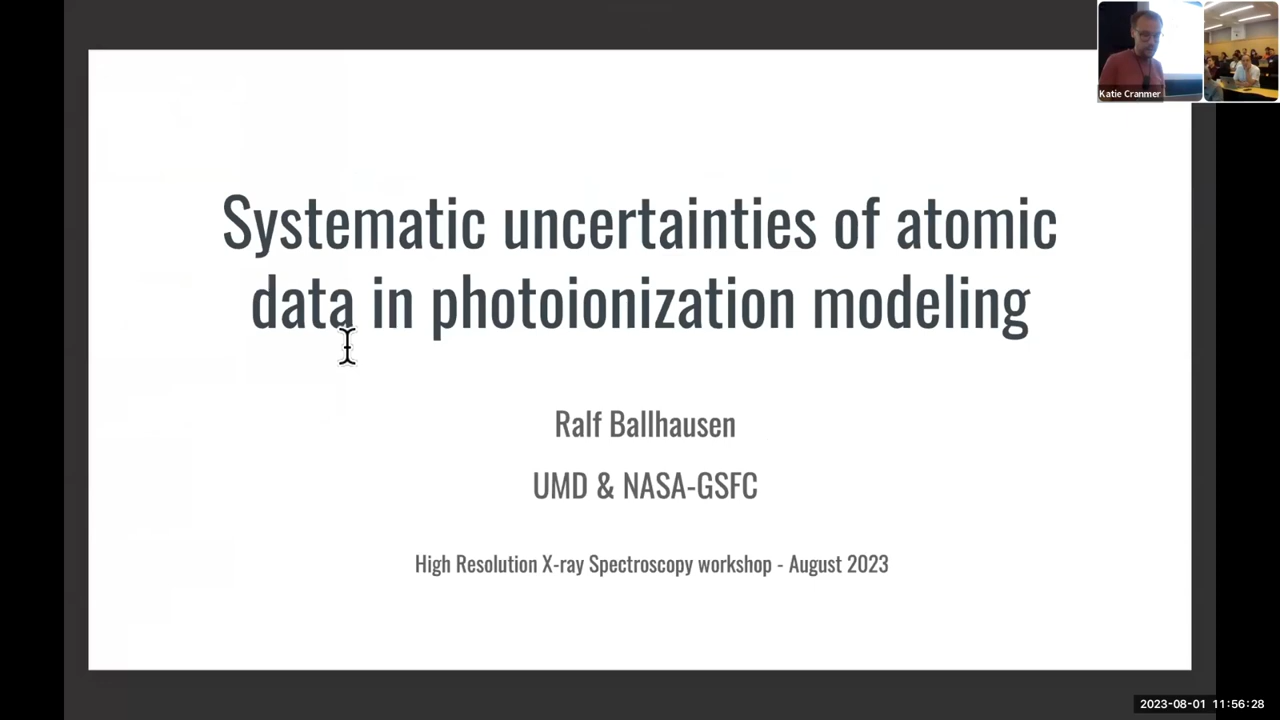 Katie Cranmer
Systematic uncertainties of atomic
data in photoionization modeling
Ralf Ballhausen
UMD & NASA-GSFC
High Resolution X-ray Spectroscopy workshop - August 2023
2023-08-01 11:56:28